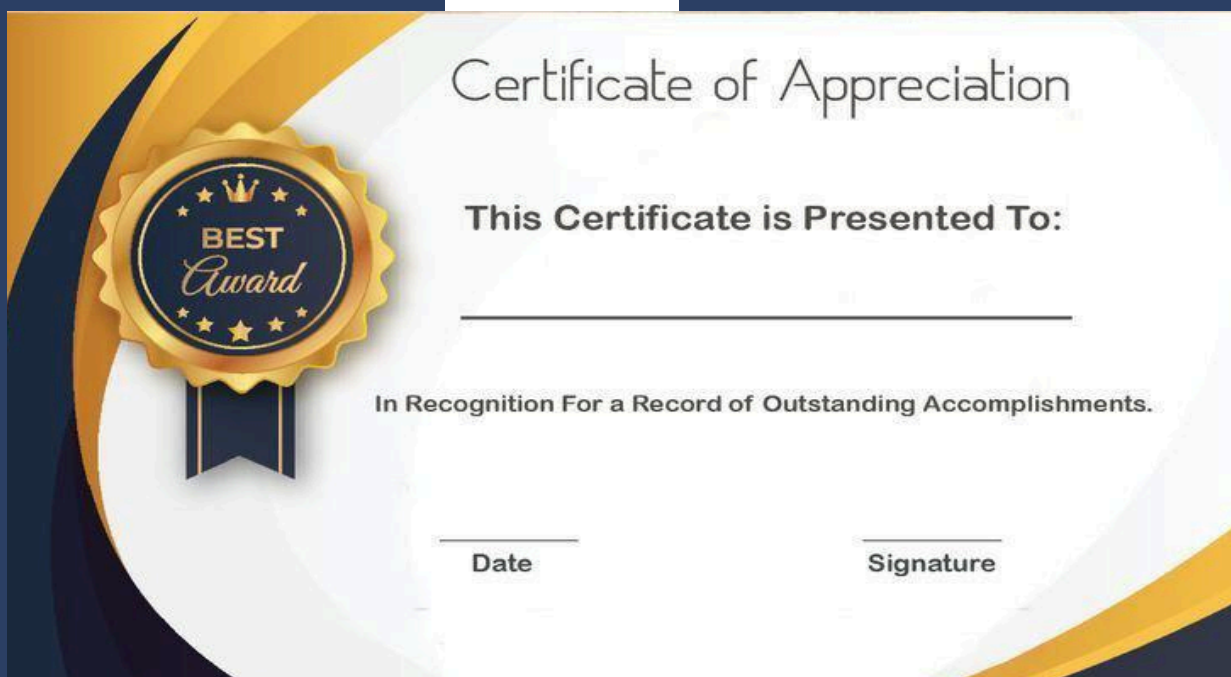 Certificate of Appreciation
This Certificate is Presented To:
BEST
Award
In Recognition For a Record of Outstanding Accomplishments.
Date
Signature